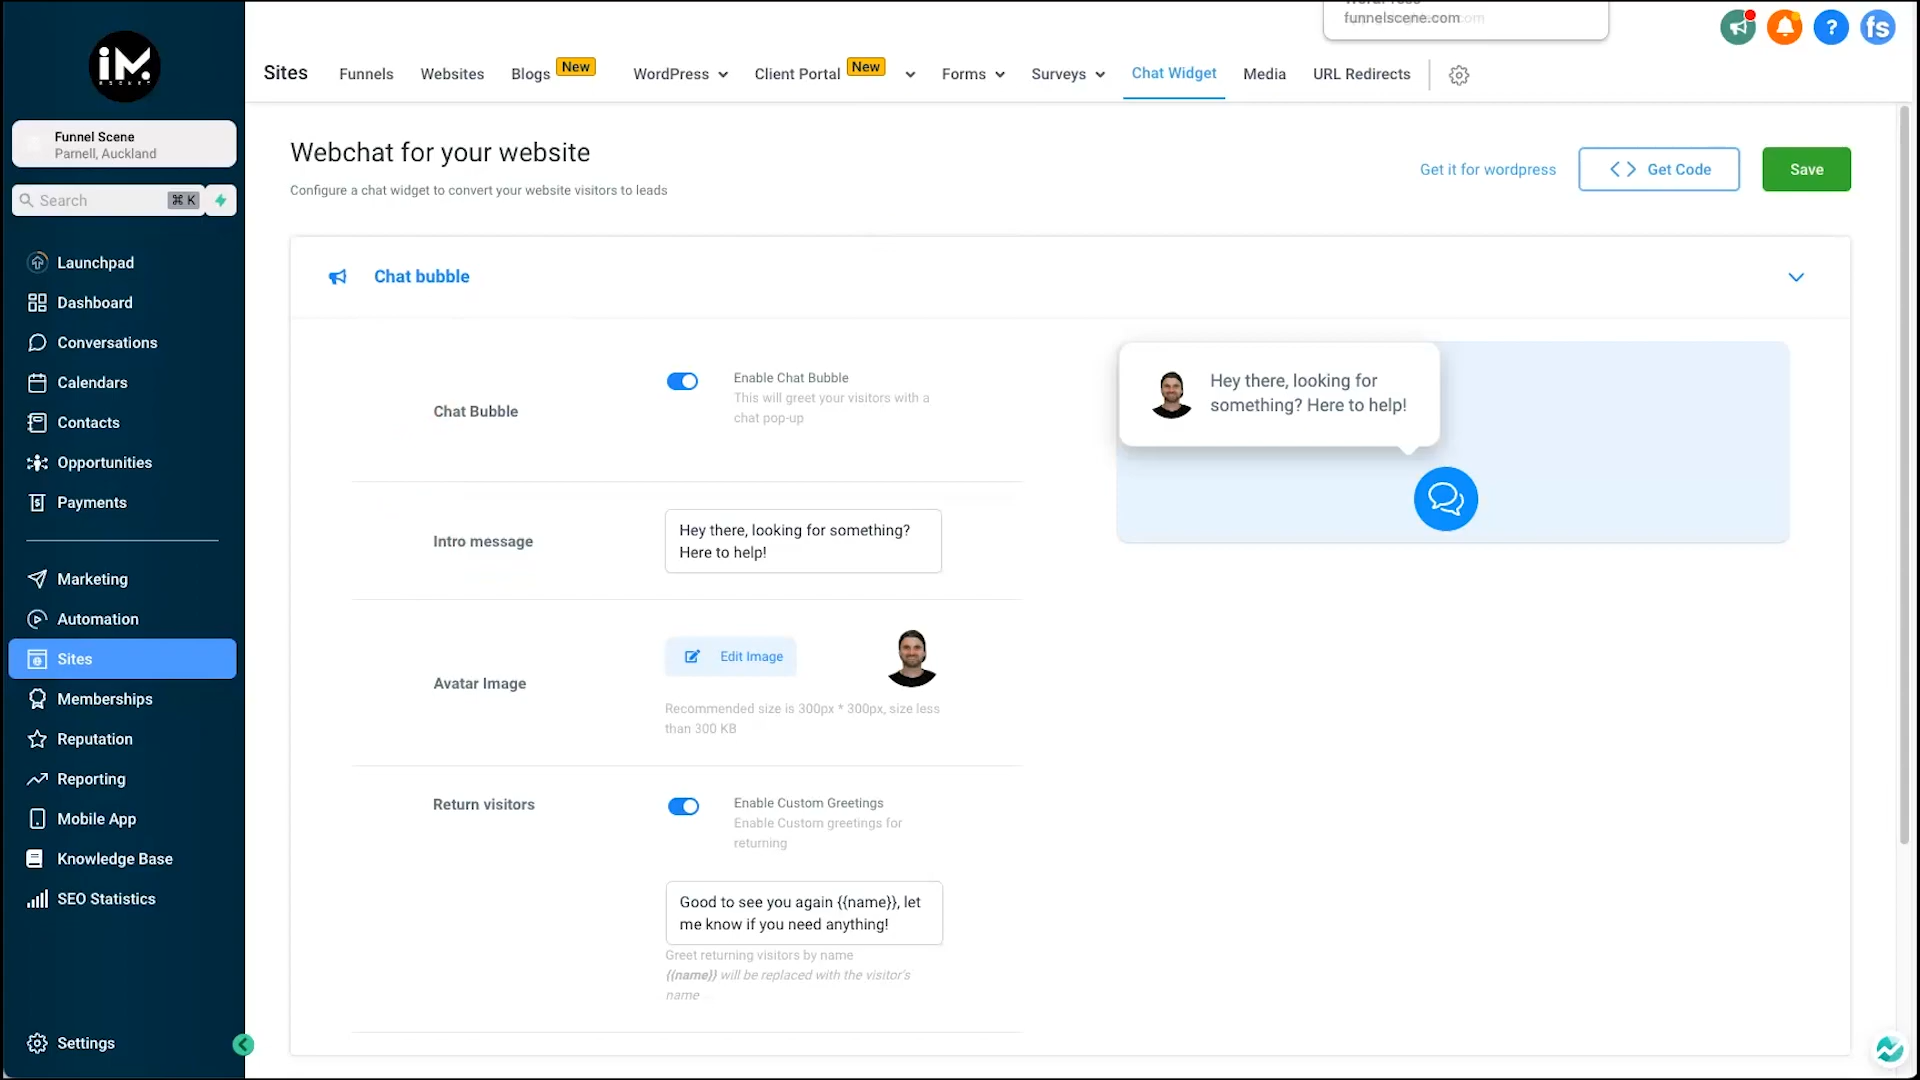 funnelscene.com
iM.
Funnel Scene
Parnell, Auckland
Search
⌘ K
Launchpad
Dashboard
Conversations
Calendars
Contacts
Opportunities
Payments
Marketing
Automation
Sites
Memberships
Reputation
Reporting
Mobile App
Knowledge Base
SEO Statistics
Settings
Sites
Funnels
Websites
Blogs
New
WordPress
Client Portal
New
Forms
Surveys
Chat Widget
Media
URL Redirects
?
fs
Webchat for your website
Configure a chat widget to convert your website visitors to leads
Get it for wordpress
Get Code
Save
Chat bubble
Chat Bubble
Enable Chat Bubble
This will greet your visitors with a
chat pop-up
Hey there, looking for
something? Here to help!
Intro message
Hey there, looking for something?
Here to help!
Avatar Image
Edit Image
Recommended size is 300px * 300px, size less
than 300 KB
Return visitors
Enable Custom Greetings
Enable Custom greetings for
returning
Good to see you again {{name}}, let
me know if you need anything!
Greet returning visitors by name
{{name}} will be replaced with the visitor's
name